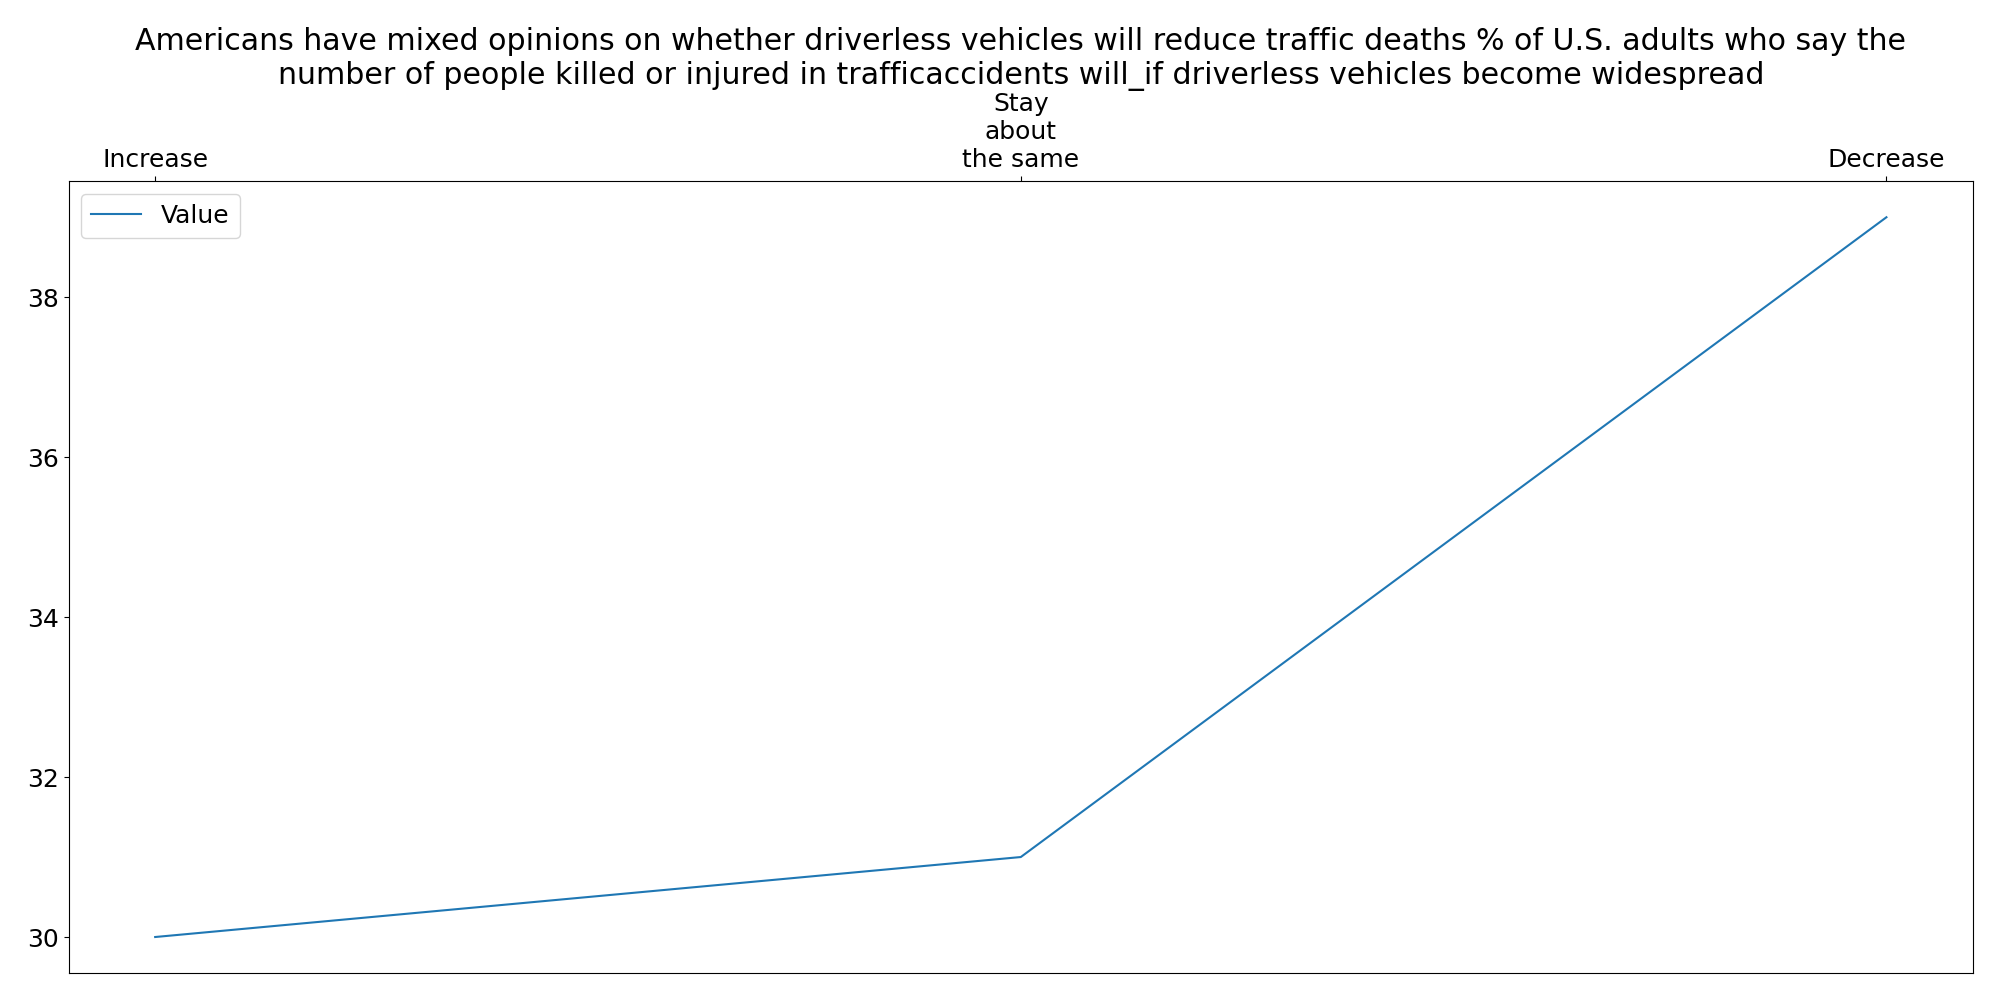 Americans have mixed opinions on whether driverless vehicles will reduce traffic deaths % of U.S. adults who say the
number of people killed or injured in trafficaccidents will_if driverless vehicles become widespread
Stay
about
Increase the same Decrease
Value
38
36
34
32
30